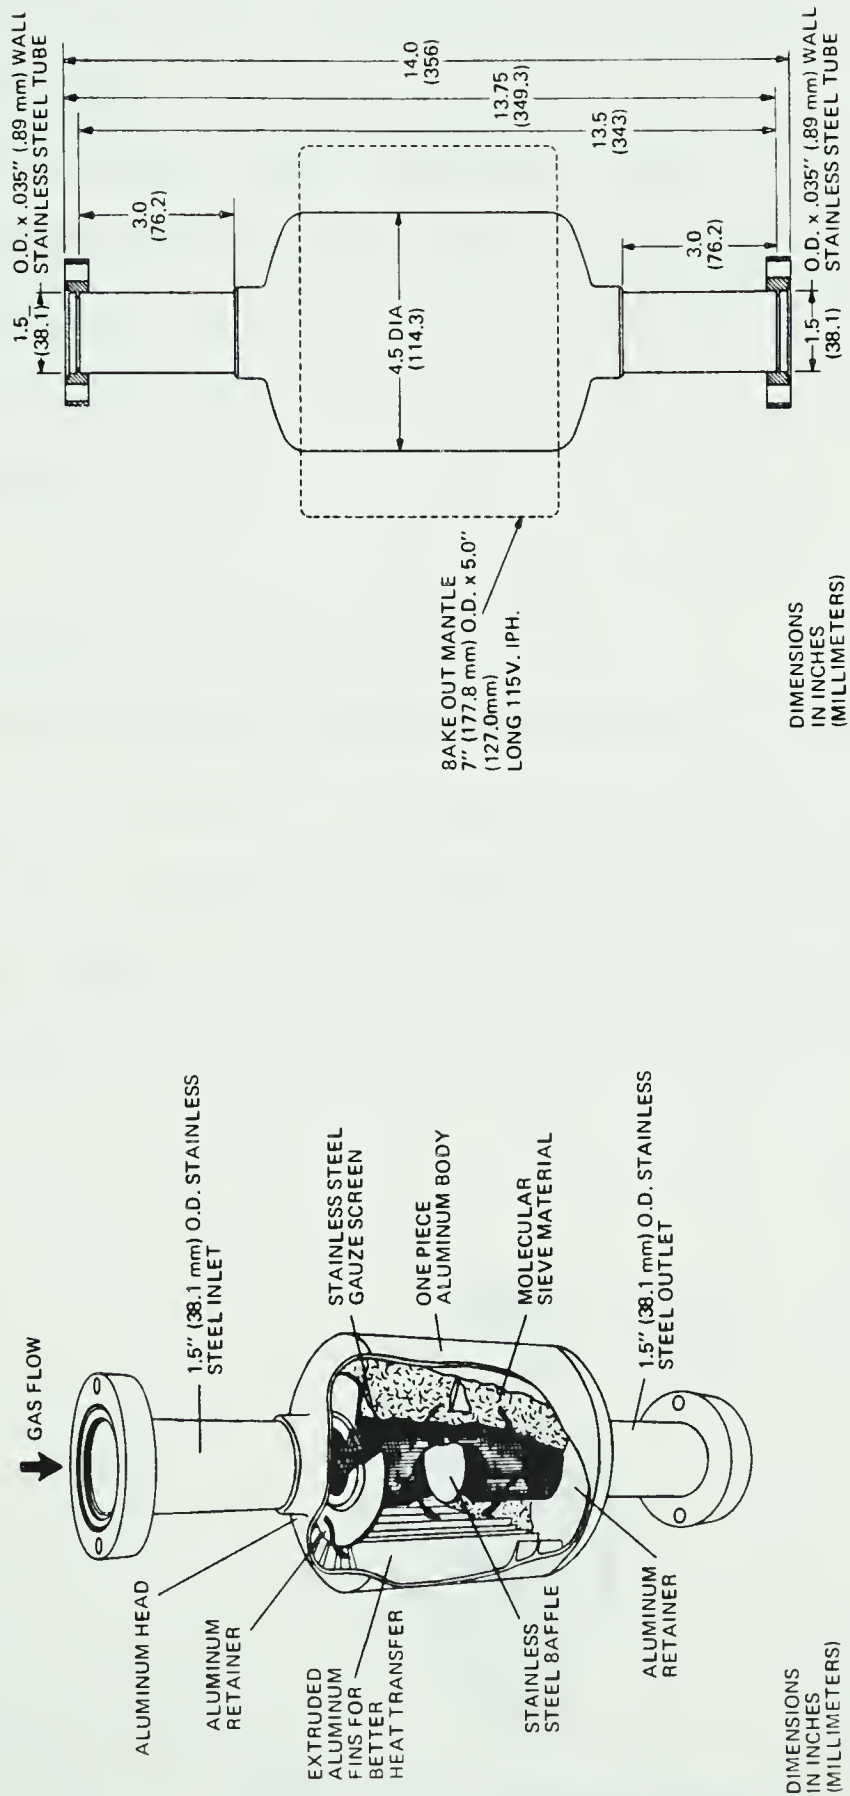 GAS FLOW
1.5" (38.1 mm) O.D. STAINLESS
STEEL INLET
ALUMINUM HEAD
ALUMINUM
RETAINER
EXTRUDED
ALUMINUM
FINS FOR
BETTER
HEAT TRANSFER
STAINLESS STEEL
GAUZE SCREEN
ONE PIECE
ALUMINUM BODY
MOLECULAR
SIEVE MATERIAL
STAINLESS
STEEL BAFFLE
ALUMINUM
RETAINER
1.5" (38.1 mm) O.D. STAINLESS
STEEL OUTLET
DIMENSIONS
IN INCHES
(MILLIMETERS)
1.5 O.D. x .035" (.89 mm) WALL
(38.1) STAINLESS STEEL TUBE
3.0
(76.2)
14.0
(356)
13.75
(349.3)
13.5
(343)
4.5 DIA
(114.3)
BAKE OUT MANTLE
7" (177.8 mm) O.D. x 5.0"
(127.0mm)
LONG 115V. IPH.
3.0
(76.2)
1.5 O.D. x .035" (.89 mm) WALL
(38.1) STAINLESS STEEL TUBE
DIMENSIONS
IN INCHES
(MILLIMETERS)